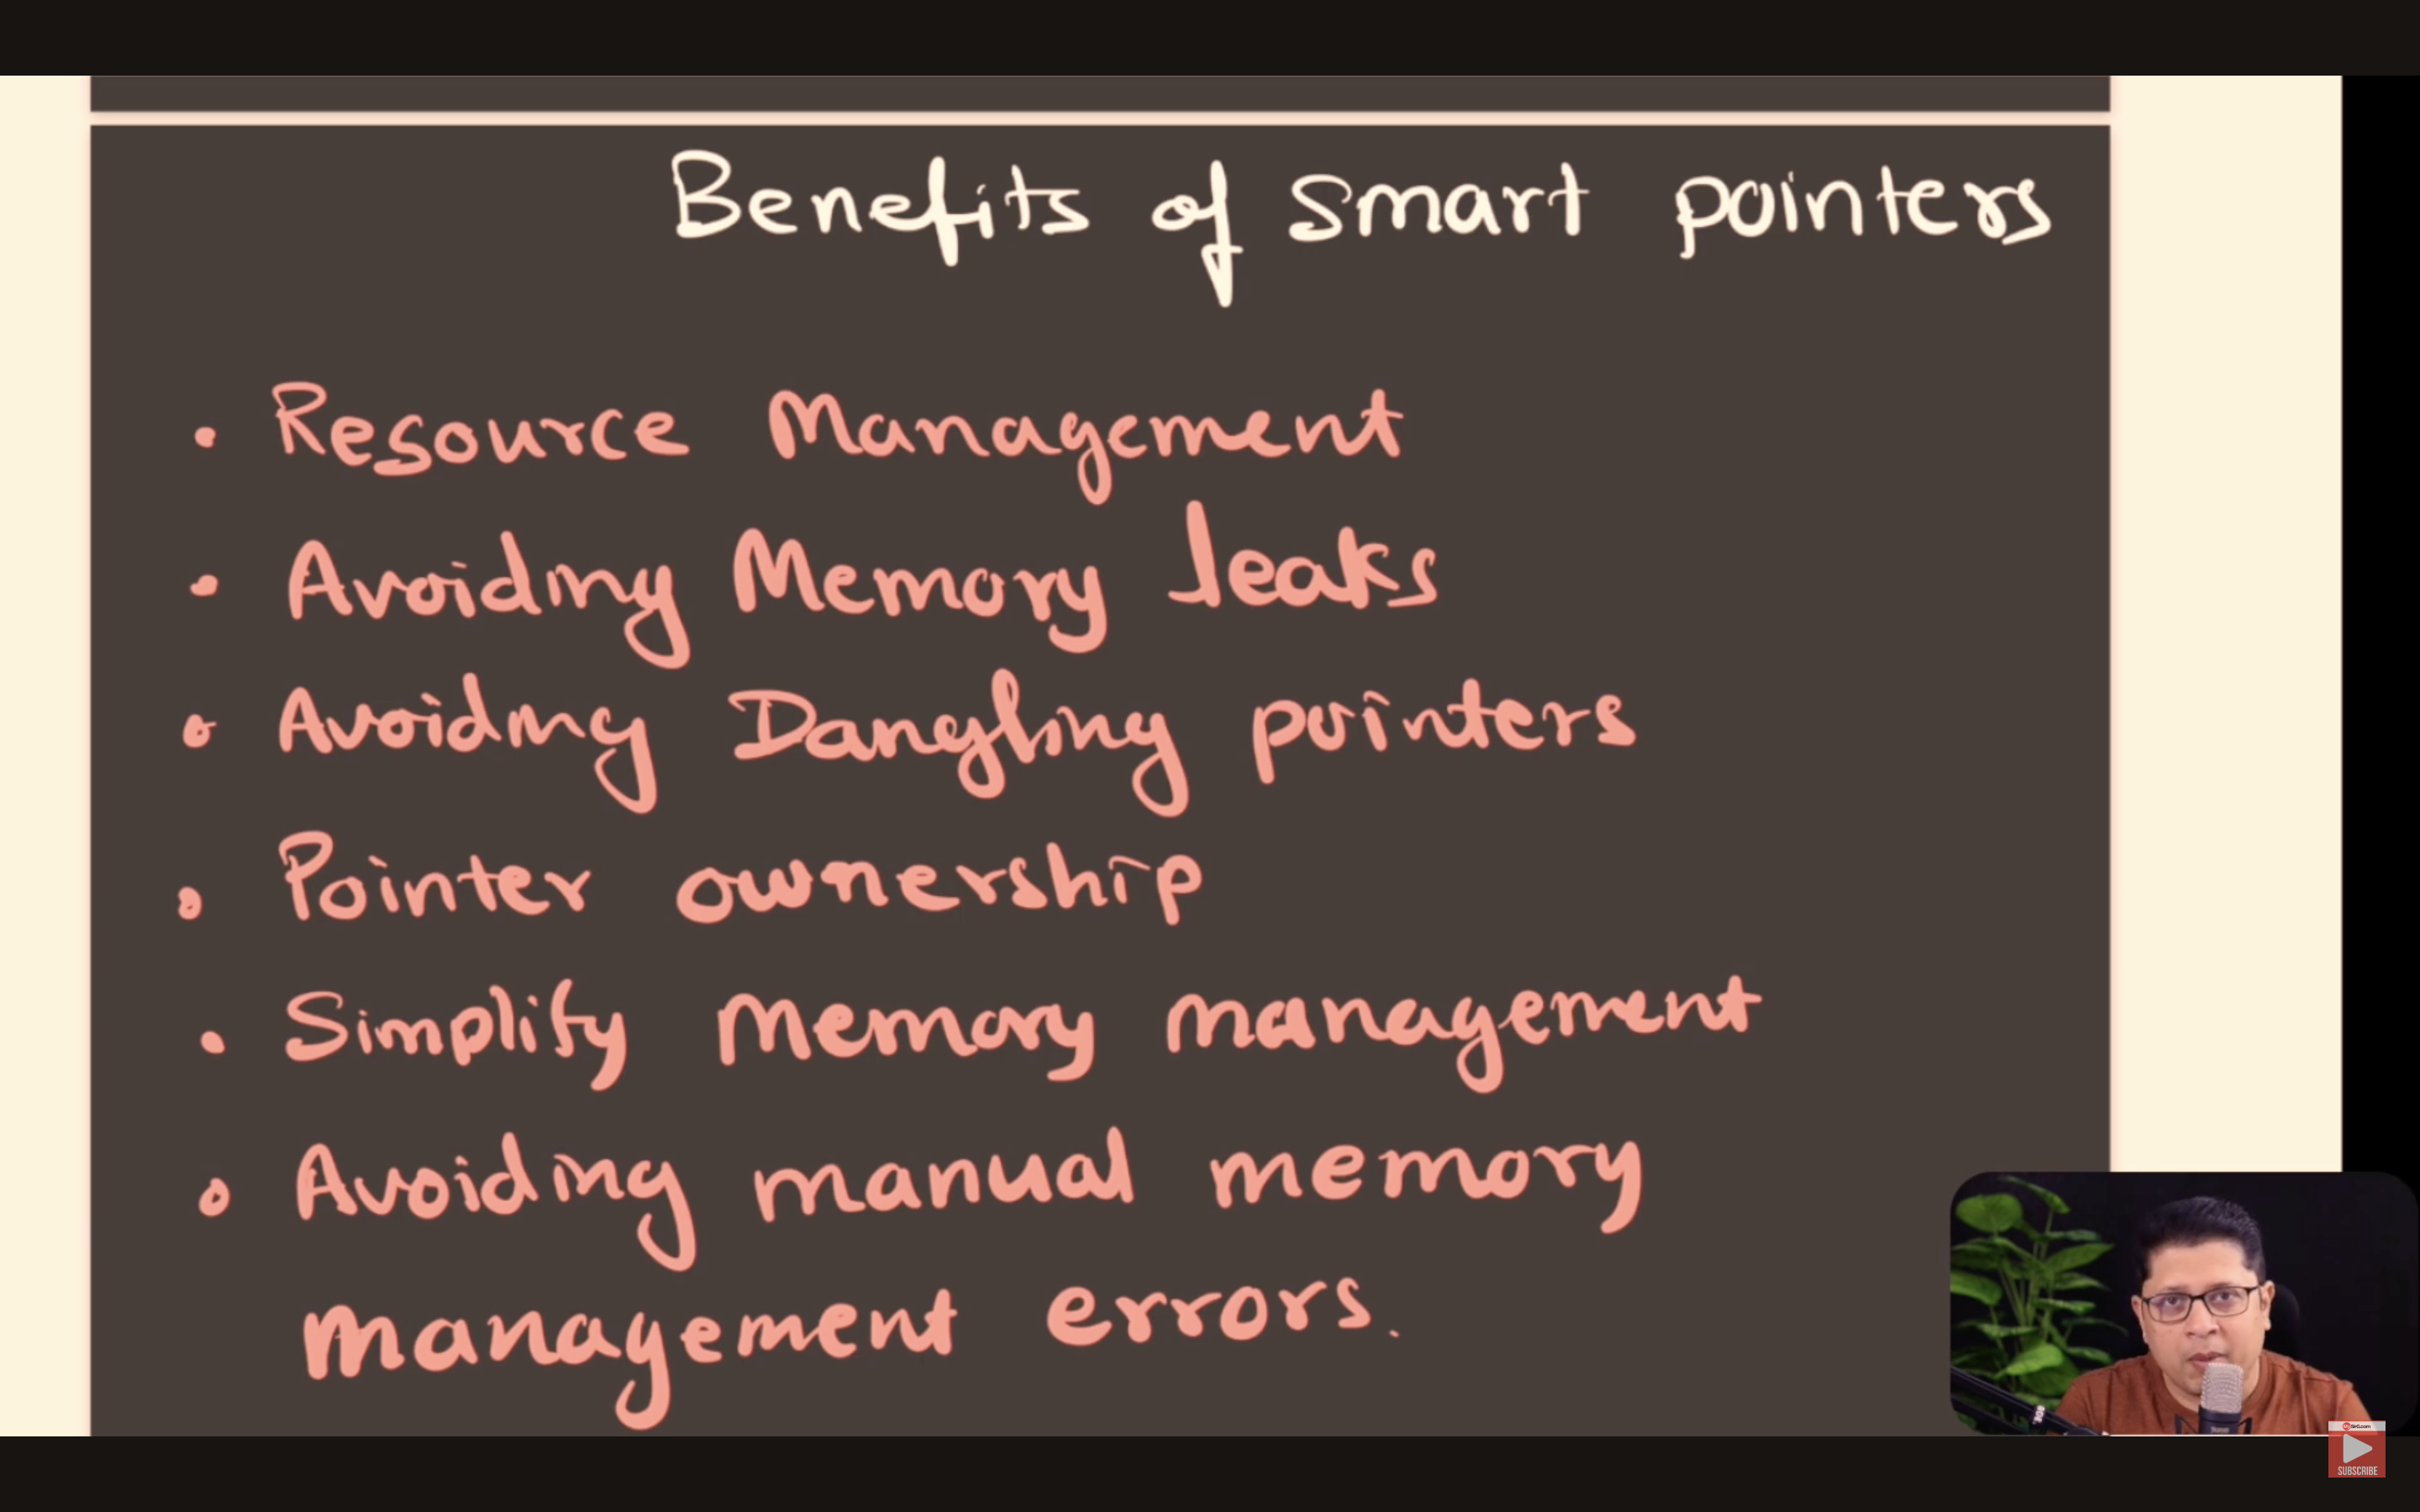 Benefits of smart pointers
• Resource Management
• Avoiding Memory leaks
• Avoiding Dangling pointers
• Pointer ownership
• Simplify Memory management
• Avoiding manual memory
management errors.
SUBSCRIBE